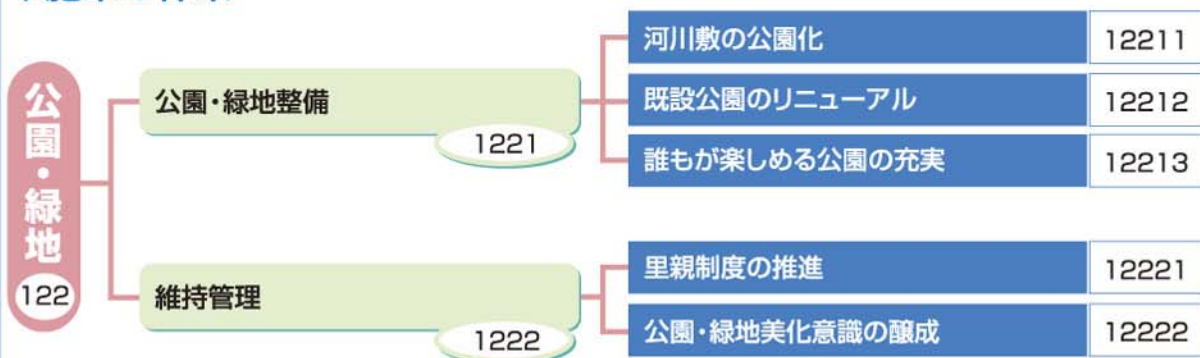 公園・緑地
122
公園・緑地整備
1221
河川敷の公園化
12211
既設公園のリニューアル
12212
誰もが楽しめる公園の充実
12213
維持管理
1222
里親制度の推進
12221
公園・緑地美化意識の醸成
12222